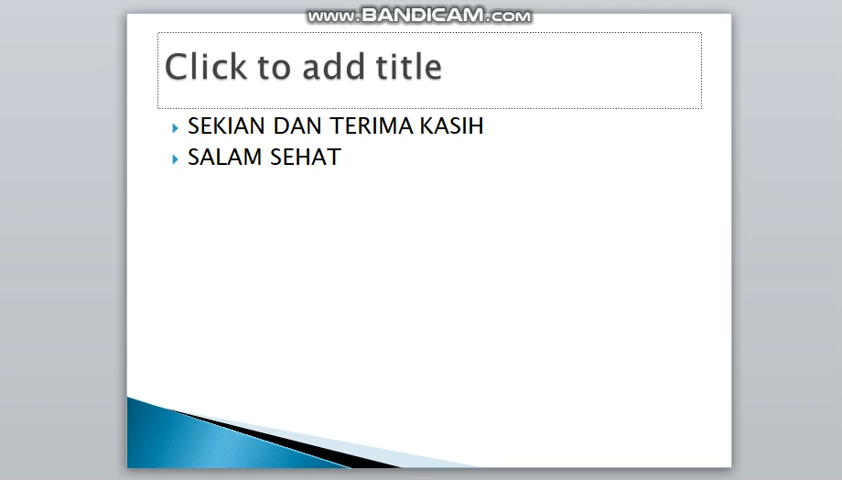 www.BANDICAM.com
Click to add title
SEKIAN DAN TERIMA KASIH
SALAM SEHAT